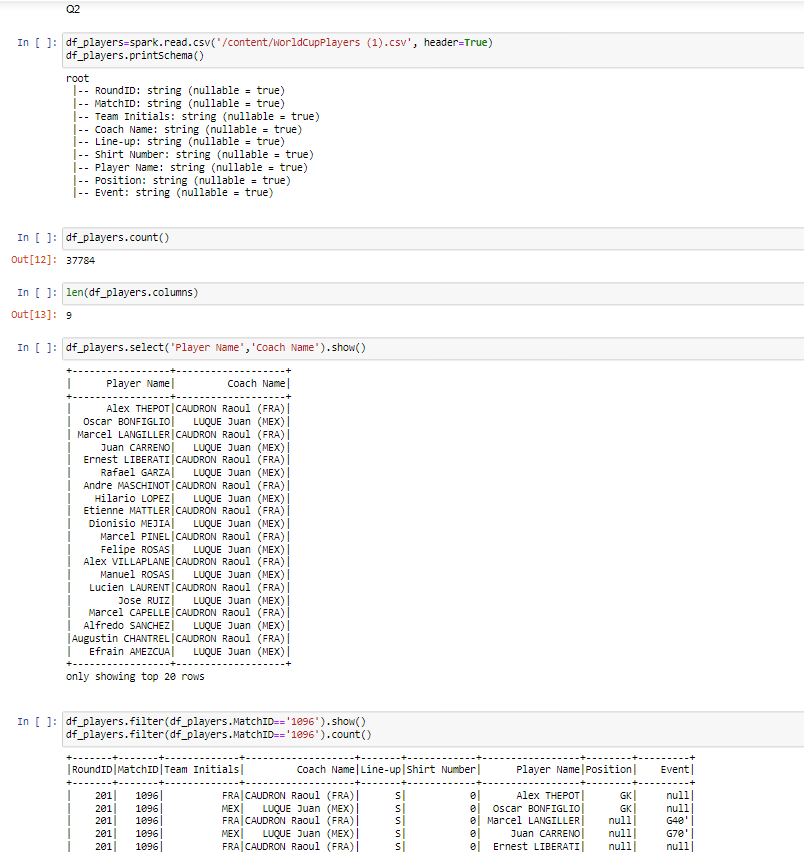 Q2
In [ ]: df_players=spark.read.csv('/content/WorldCupPlayers (1).csv', header=True)
df_players.printSchema()
root
 |-- RoundID: string (nullable = true)
 |-- MatchID: string (nullable = true)
 |-- Team Initials: string (nullable = true)
 |-- Coach Name: string (nullable = true)
 |-- Line-up: string (nullable = true)
 |-- Shirt Number: string (nullable = true)
 |-- Player Name: string (nullable = true)
 |-- Position: string (nullable = true)
 |-- Event: string (nullable = true)
In [ ]: df_players.count()
Out[12]: 37784
In [ ]: len(df_players.columns)
Out[13]: 9
In [ ]: df_players.select('Player Name','Coach Name').show()
+-----------------+-------------------+
|      Player Name|         Coach Name|
+-----------------+-------------------+
|      Alex THEPOT|CAUDRON Raoul (FRA)|
|  Oscar BONFIGLIO|   LUQUE Juan (MEX)|
| Marcel LANGILLER|CAUDRON Raoul (FRA)|
|     Juan CARRENO|   LUQUE Juan (MEX)|
|  Ernest LIBERATI|CAUDRON Raoul (FRA)|
|     Rafael GARZA|   LUQUE Juan (MEX)|
|  Andre MASCHINOT|CAUDRON Raoul (FRA)|
|    Hilario LOPEZ|   LUQUE Juan (MEX)|
|  Etienne MATTLER|CAUDRON Raoul (FRA)|
|   Dionisio MEJIA|   LUQUE Juan (MEX)|
|     Marcel PINEL|CAUDRON Raoul (FRA)|
|     Felipe ROSAS|   LUQUE Juan (MEX)|
|  Alex VILLAPLANE|CAUDRON Raoul (FRA)|
|     Manuel ROSAS|   LUQUE Juan (MEX)|
|   Lucien LAURENT|CAUDRON Raoul (FRA)|
|        Jose RUIZ|   LUQUE Juan (MEX)|
|   Marcel CAPELLE|CAUDRON Raoul (FRA)|
|  Alfredo SANCHEZ|   LUQUE Juan (MEX)|
|Augustin CHANTREL|CAUDRON Raoul (FRA)|
|   Efrain AMEZCUA|   LUQUE Juan (MEX)|
+-----------------+-------------------+
only showing top 20 rows
In [ ]: df_players.filter(df_players.MatchID=='1096').show()
df_players.filter(df_players.MatchID=='1096').count()
+-------+-------+-------------+-------------------+-------+------------+-----------------+--------+---------+
|RoundID|MatchID|Team Initials|         Coach Name|Line-up|Shirt Number|      Player Name|Position|    Event|
+-------+-------+-------------+-------------------+-------+------------+-----------------+--------+---------+
|    201|   1096|          FRA|CAUDRON Raoul (FRA)|      S|           0|      Alex THEPOT|      GK|     null|
|    201|   1096|          MEX|   LUQUE Juan (MEX)|      S|           0|  Oscar BONFIGLIO|      GK|     null|
|    201|   1096|          FRA|CAUDRON Raoul (FRA)|      S|           0| Marcel LANGILLER|    null|     G40'|
|    201|   1096|          MEX|   LUQUE Juan (MEX)|      S|           0|     Juan CARRENO|    null|     G70'|
|    201|   1096|          FRA|CAUDRON Raoul (FRA)|      S|           0|  Ernest LIBERATI|    null|     null|